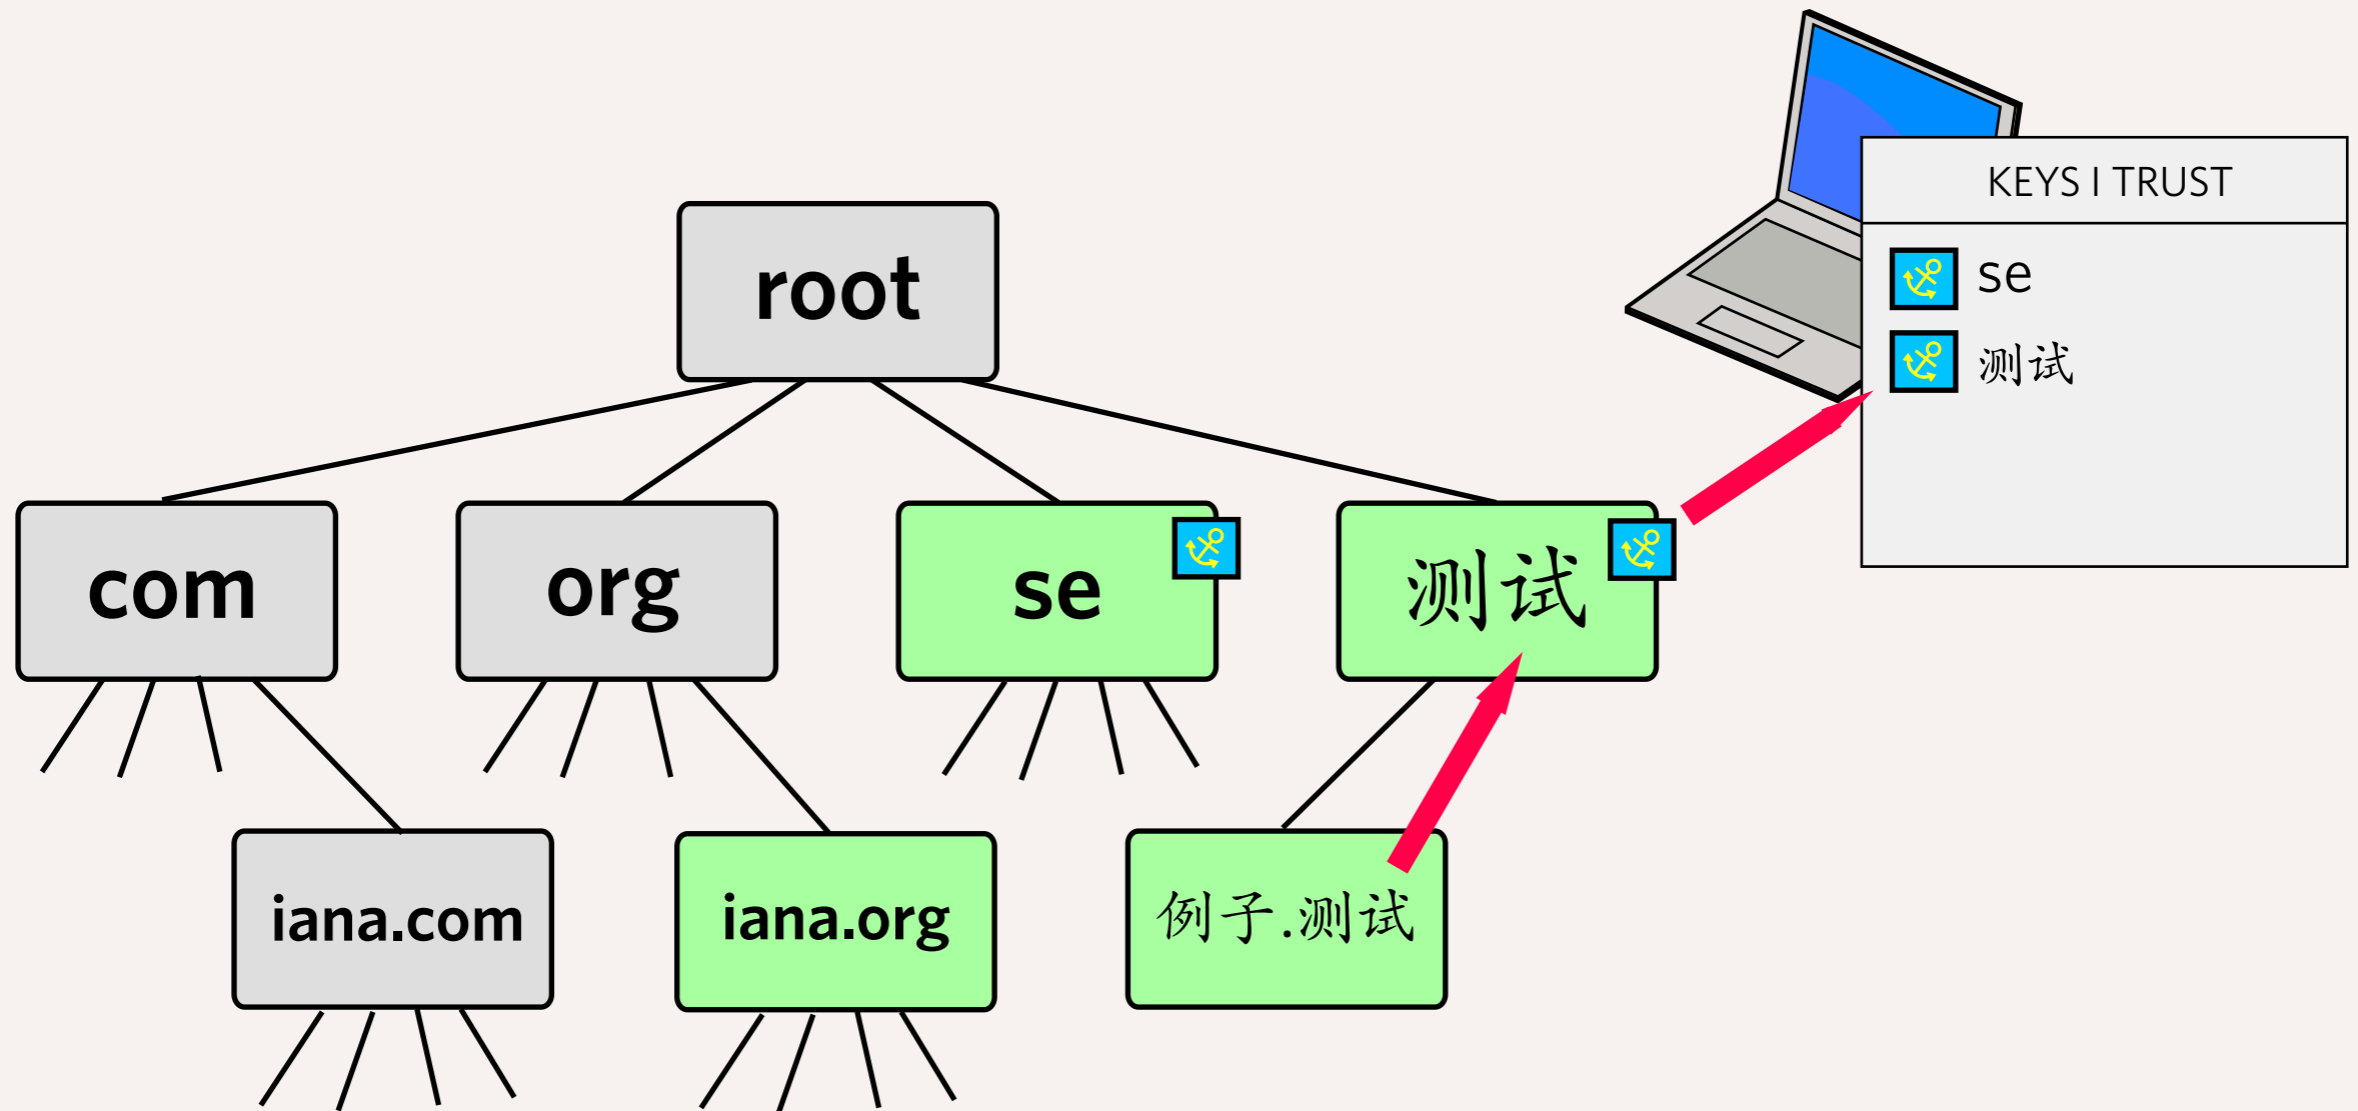 KEYS I TRUST
se
测试
root
com
org
se
测试
iana.com
iana.org
例子.测试